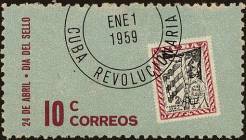 24 DE ABRIL • DIA DEL SELLO
ENE 1
1959
CUBA REVOLUCIONARIA
10 C
CORREOS